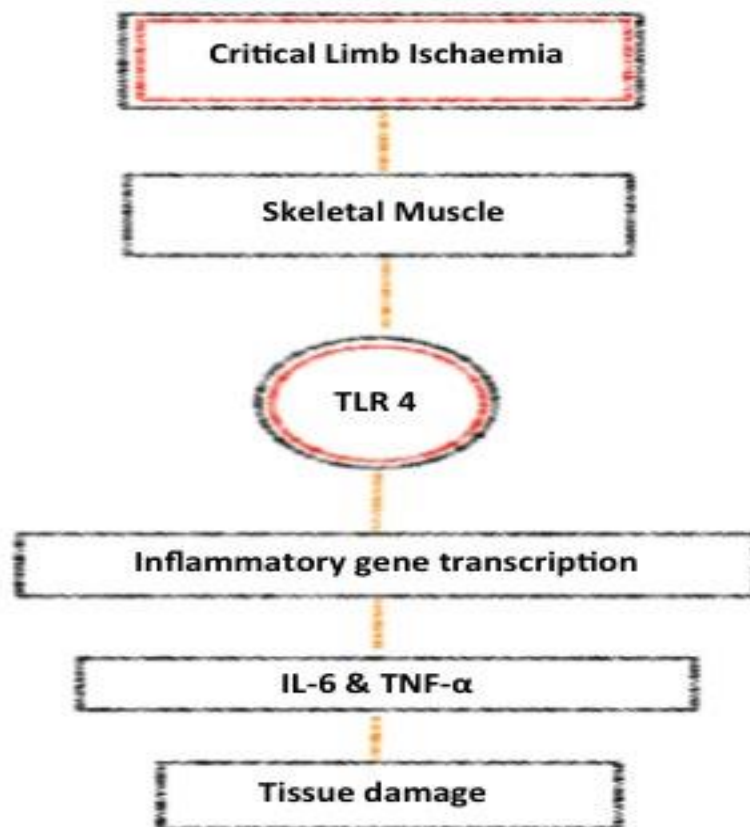 Critical Limb Ischaemia
Skeletal Muscle
TLR 4
Inflammatory gene transcription
IL-6 & TNF-α
Tissue damage